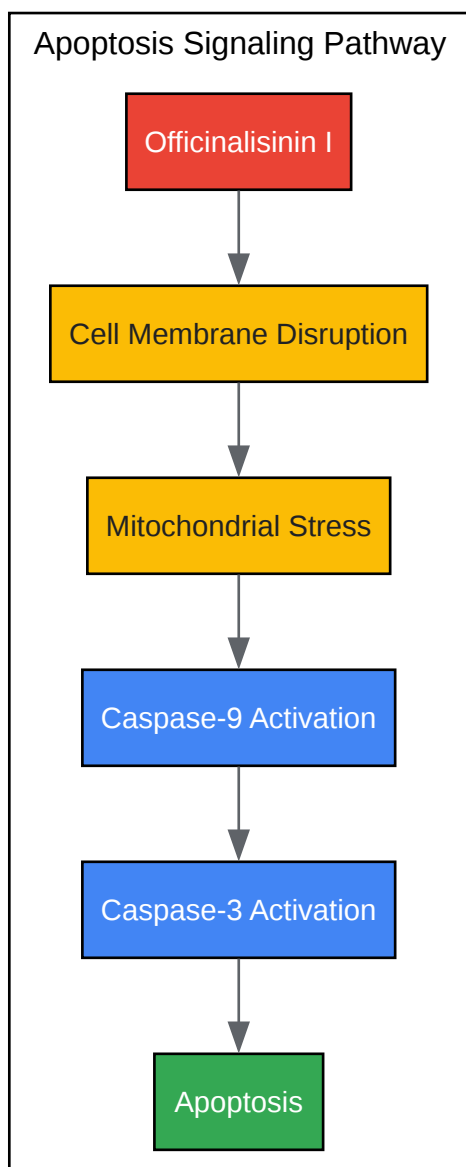 Apoptosis Signaling Pathway
Officinalisinin I
Cell Membrane Disruption
Mitochondrial Stress
Caspase-9 Activation
Caspase-3 Activation
Apoptosis